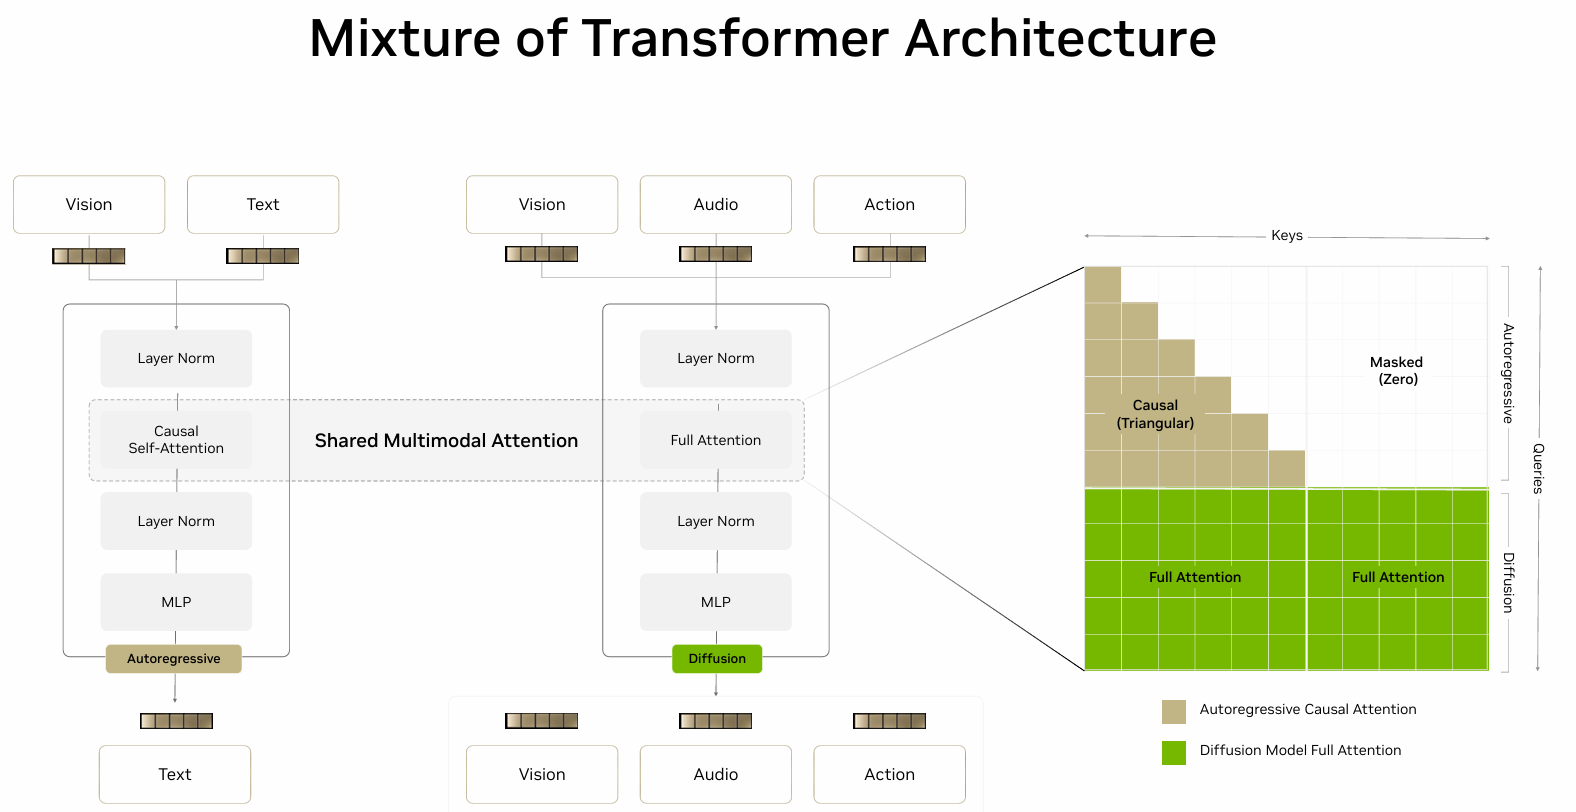 Mixture of Transformer Architecture
Vision
Text
Vision
Audio
Action
Layer Norm
Causal
Self-Attention
Layer Norm
MLP
Autoregressive
Text
Shared Multimodal Attention
Layer Norm
Full Attention
Layer Norm
MLP
Diffusion
Vision
Audio
Action
Keys
Masked
(Zero)
Causal
(Triangular)
Full Attention
Full Attention
Autoregressive
Diffusion
Queries
Autoregressive Causal Attention
Diffusion Model Full Attention